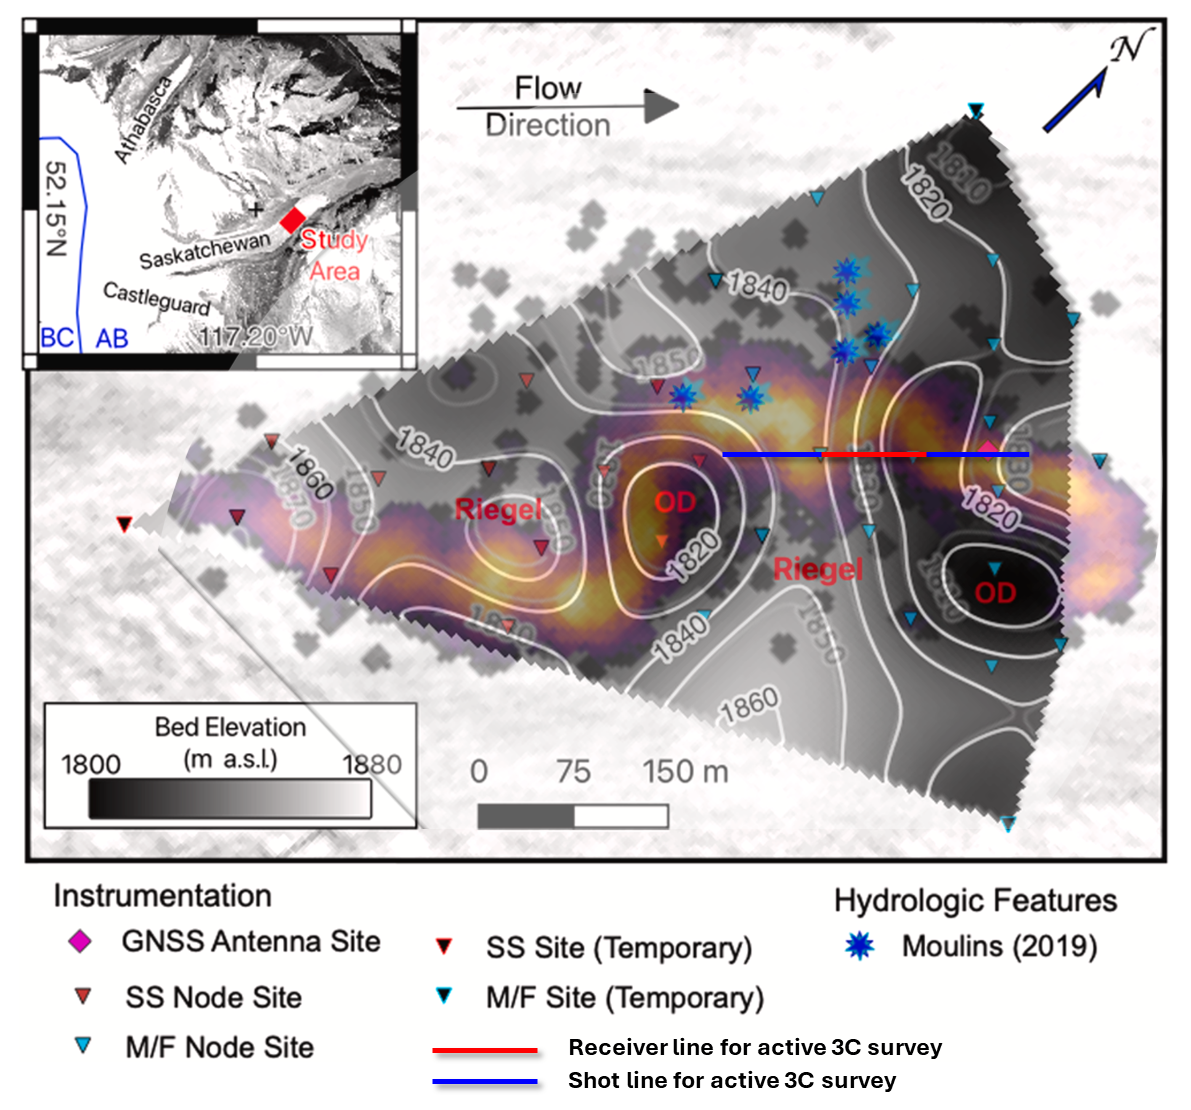 N
Flow
Direction
Athabasca
52.15°N
Saskatchewan
Study
Area
Castleguard
117.20°W
BC
AB
1810
1820
1840
1850
1840
1860
1870
1850
Riegel
1850
1830
OD
1820
1830
1830
1820
Riegel
OD
1840
1850
1860
Bed Elevation
(m a.s.l.)
1800
1880
0
75
150 m
Instrumentation
GNSS Antenna Site
SS Node Site
M/F Node Site
SS Site (Temporary)
M/F Site (Temporary)
Receiver line for active 3C survey
Shot line for active 3C survey
Hydrologic Features
Moulins (2019)